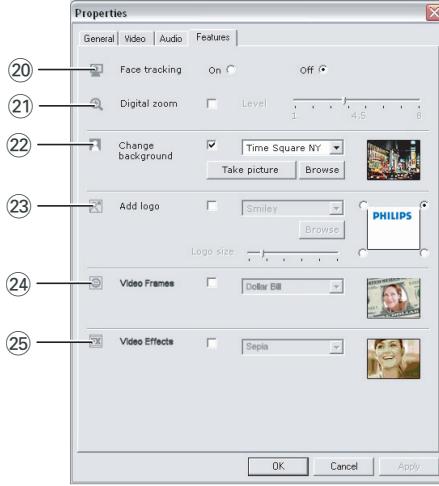 Properties
General Video Audio Features
20 Face tracking On Off
21 Digital zoom Level
1 4.5 8
22 Change background Time Square NY
Take picture Browse
23 Add logo Smiley
PHILIPS
Browse
Logo size
24 Video Frames Dollar Bill
25 Video Effects Sepia
OK Cancel Apply